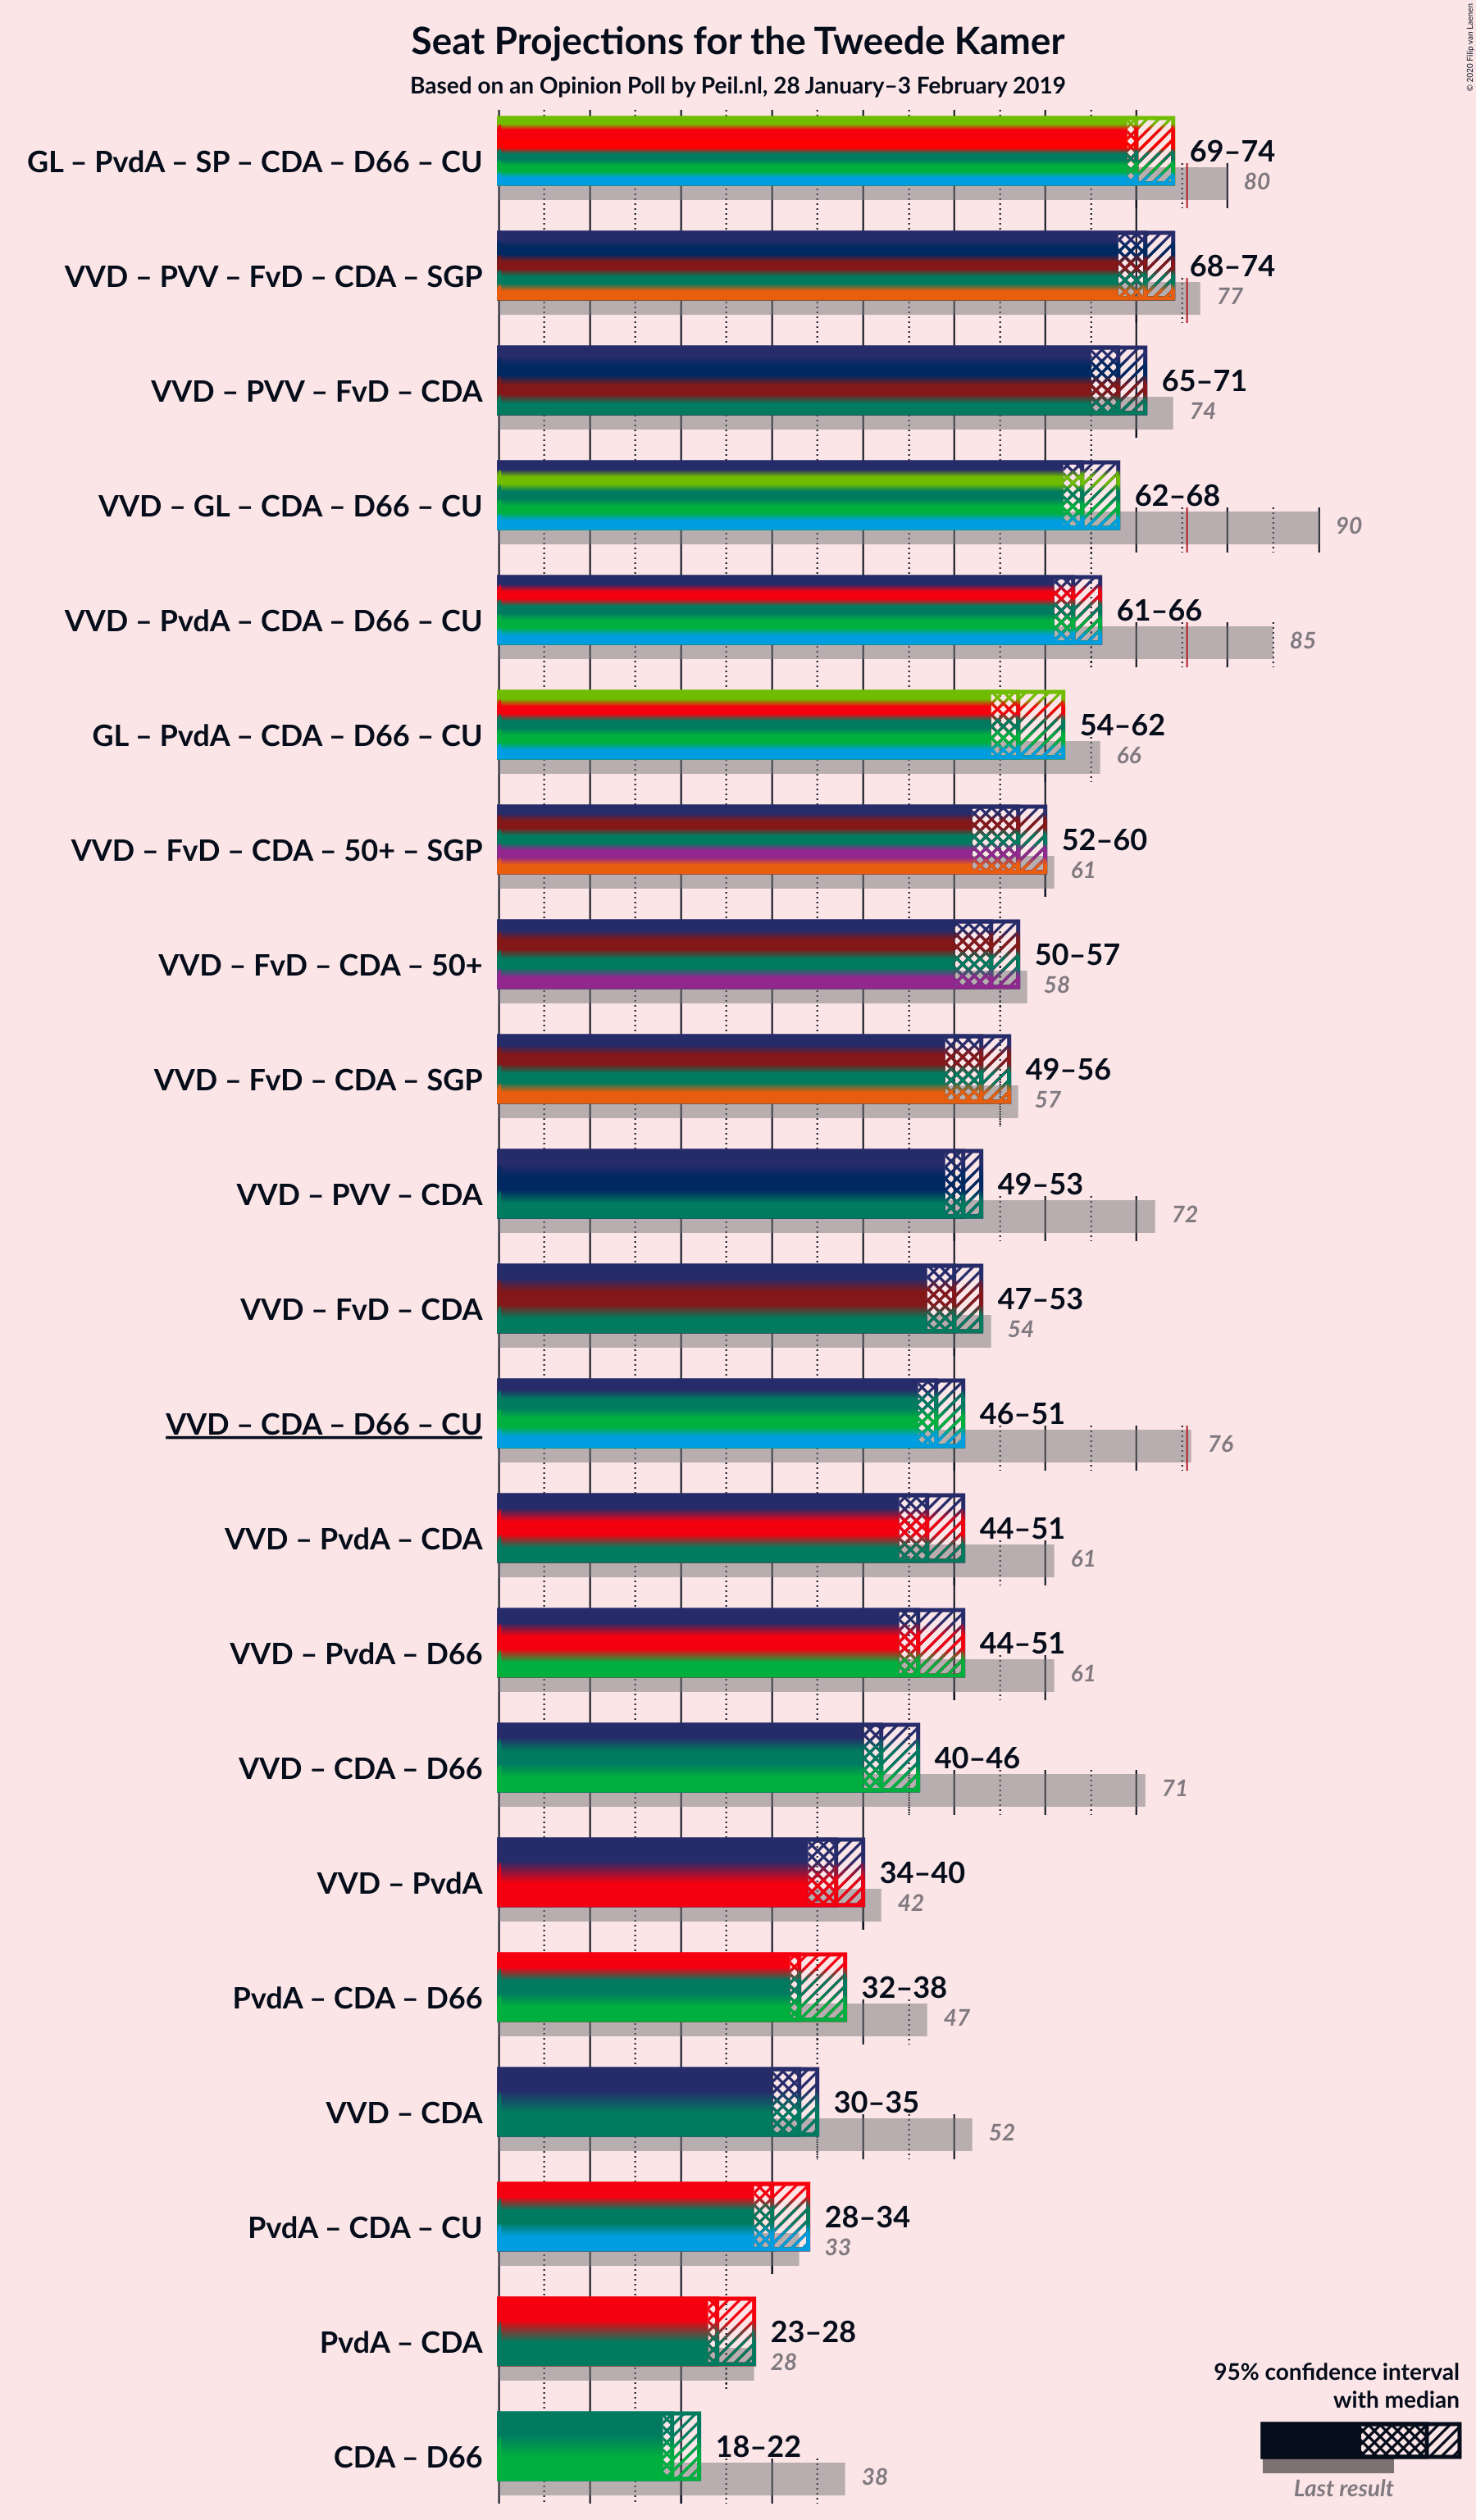 Seat Projections for the Tweede Kamer
Based on an Opinion Poll by Peil.nl, 28 January–3 February 2019
© 2020 Filip van Laenen
GL – PvdA – SP – CDA – D66 – CU
69–74
80
VVD – PVV – FvD – CDA – SGP
68–74
77
VVD – PVV – FvD – CDA
65–71
74
VVD – GL – CDA – D66 – CU
62–68
90
VVD – PvdA – CDA – D66 – CU
61–66
85
GL – PvdA – CDA – D66 – CU
54–62
66
VVD – FvD – CDA – 50+ – SGP
52–60
61
VVD – FvD – CDA – 50+
50–57
58
VVD – FvD – CDA – SGP
49–56
57
VVD – PVV – CDA
49–53
72
VVD – FvD – CDA
47–53
54
VVD – CDA – D66 – CU
46–51
76
VVD – PvdA – CDA
44–51
61
VVD – PvdA – D66
44–51
61
VVD – CDA – D66
40–46
71
VVD – PvdA
34–40
42
PvdA – CDA – D66
32–38
47
VVD – CDA
30–35
52
PvdA – CDA – CU
28–34
33
PvdA – CDA
23–28
28
CDA – D66
18–22
38
95% confidence interval
with median
Last result